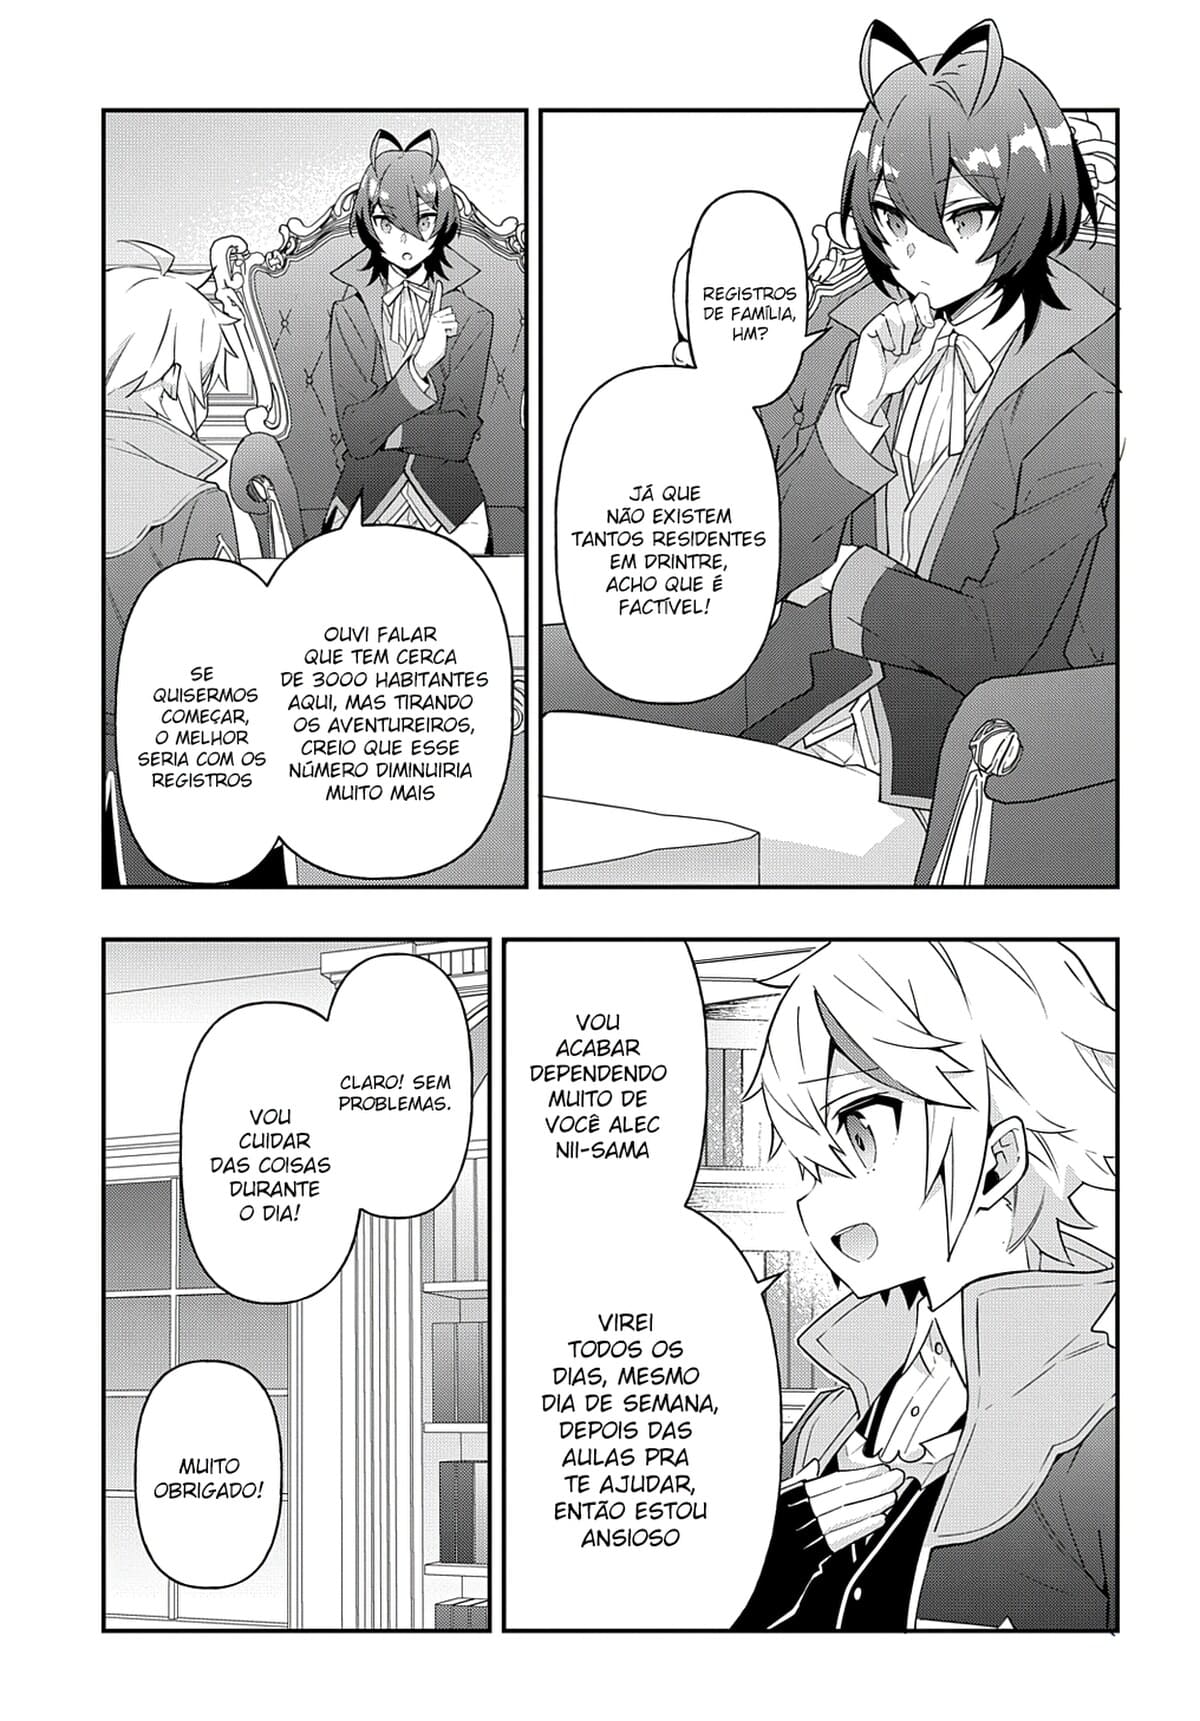 REGISTROS
DE FAMÍLIA,
HM?
JÁ QUE
NÃO EXISTEM
TANTOS RESIDENTES
EM DRINTRE,
ACHO QUE É
FACTÍVEL!
OUVI FALAR
QUE TEM CERCA
DE 3000 HABITANTES
AQUI, MAS TIRANDO
OS AVENTUREIROS,
CREIO QUE ESSE
NÚMERO DIMINUIRIA
MUITO MAIS
SE
QUISERMOS
COMEÇAR,
O MELHOR
SERIA COM OS
REGISTROS
VOU
ACABAR
DEPENDENDO
MUITO DE
VOCÊ ALEC
NII-SAMA
VIREI
TODOS OS
DIAS, MESMO
DIA DE SEMANA,
DEPOIS DAS
AULAS PRA
TE AJUDAR,
ENTÃO ESTOU
ANSIOSO
CLARO! SEM
PROBLEMAS.
VOU
CUIDAR
DAS COISAS
DURANTE
O DIA!
MUITO
OBRIGADO!